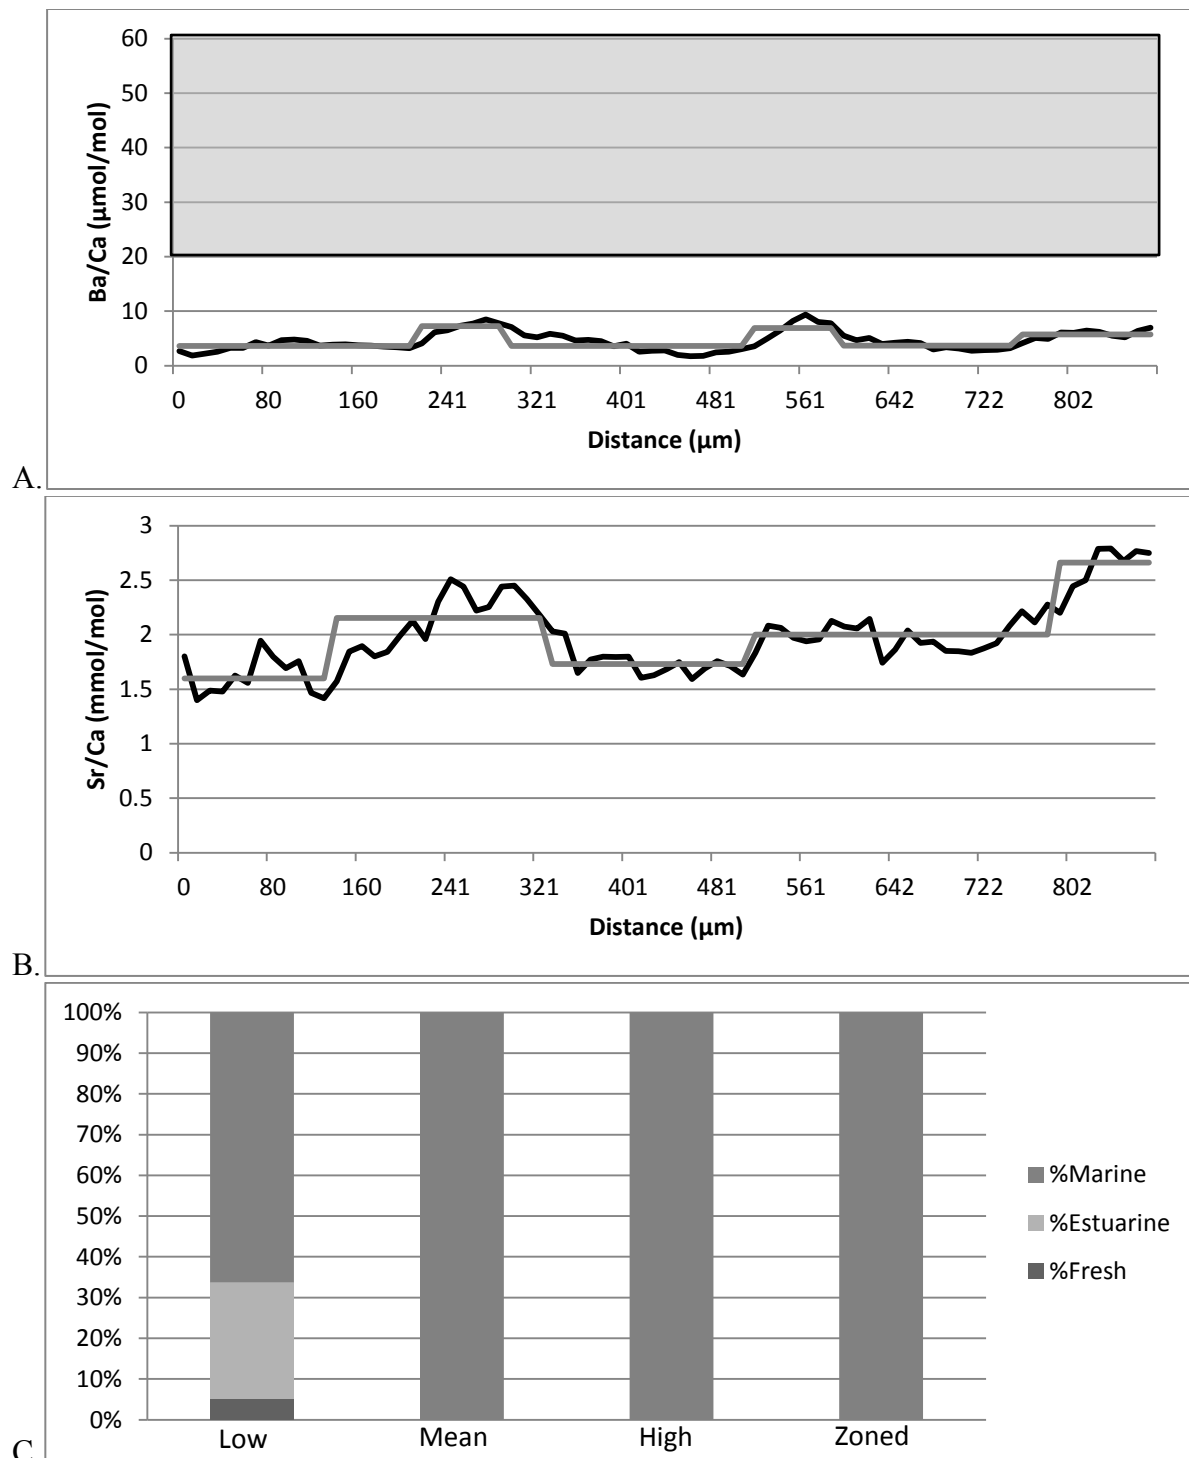 60
50
40
30
20
10
0
Ba/Ca (µmol/mol)
0 80 160 241 321 401 481 561 642 722 802
Distance (µm)
A.
3
2.5
2
1.5
1
0.5
0
Sr/Ca (mmol/mol)
0 80 160 241 321 401 481 561 642 722 802
Distance (µm)
B.
100%
90%
80%
70%
60%
50%
40%
30%
20%
10%
0%
Low Mean High Zoned
%Marine
%Estuarine
%Fresh
C